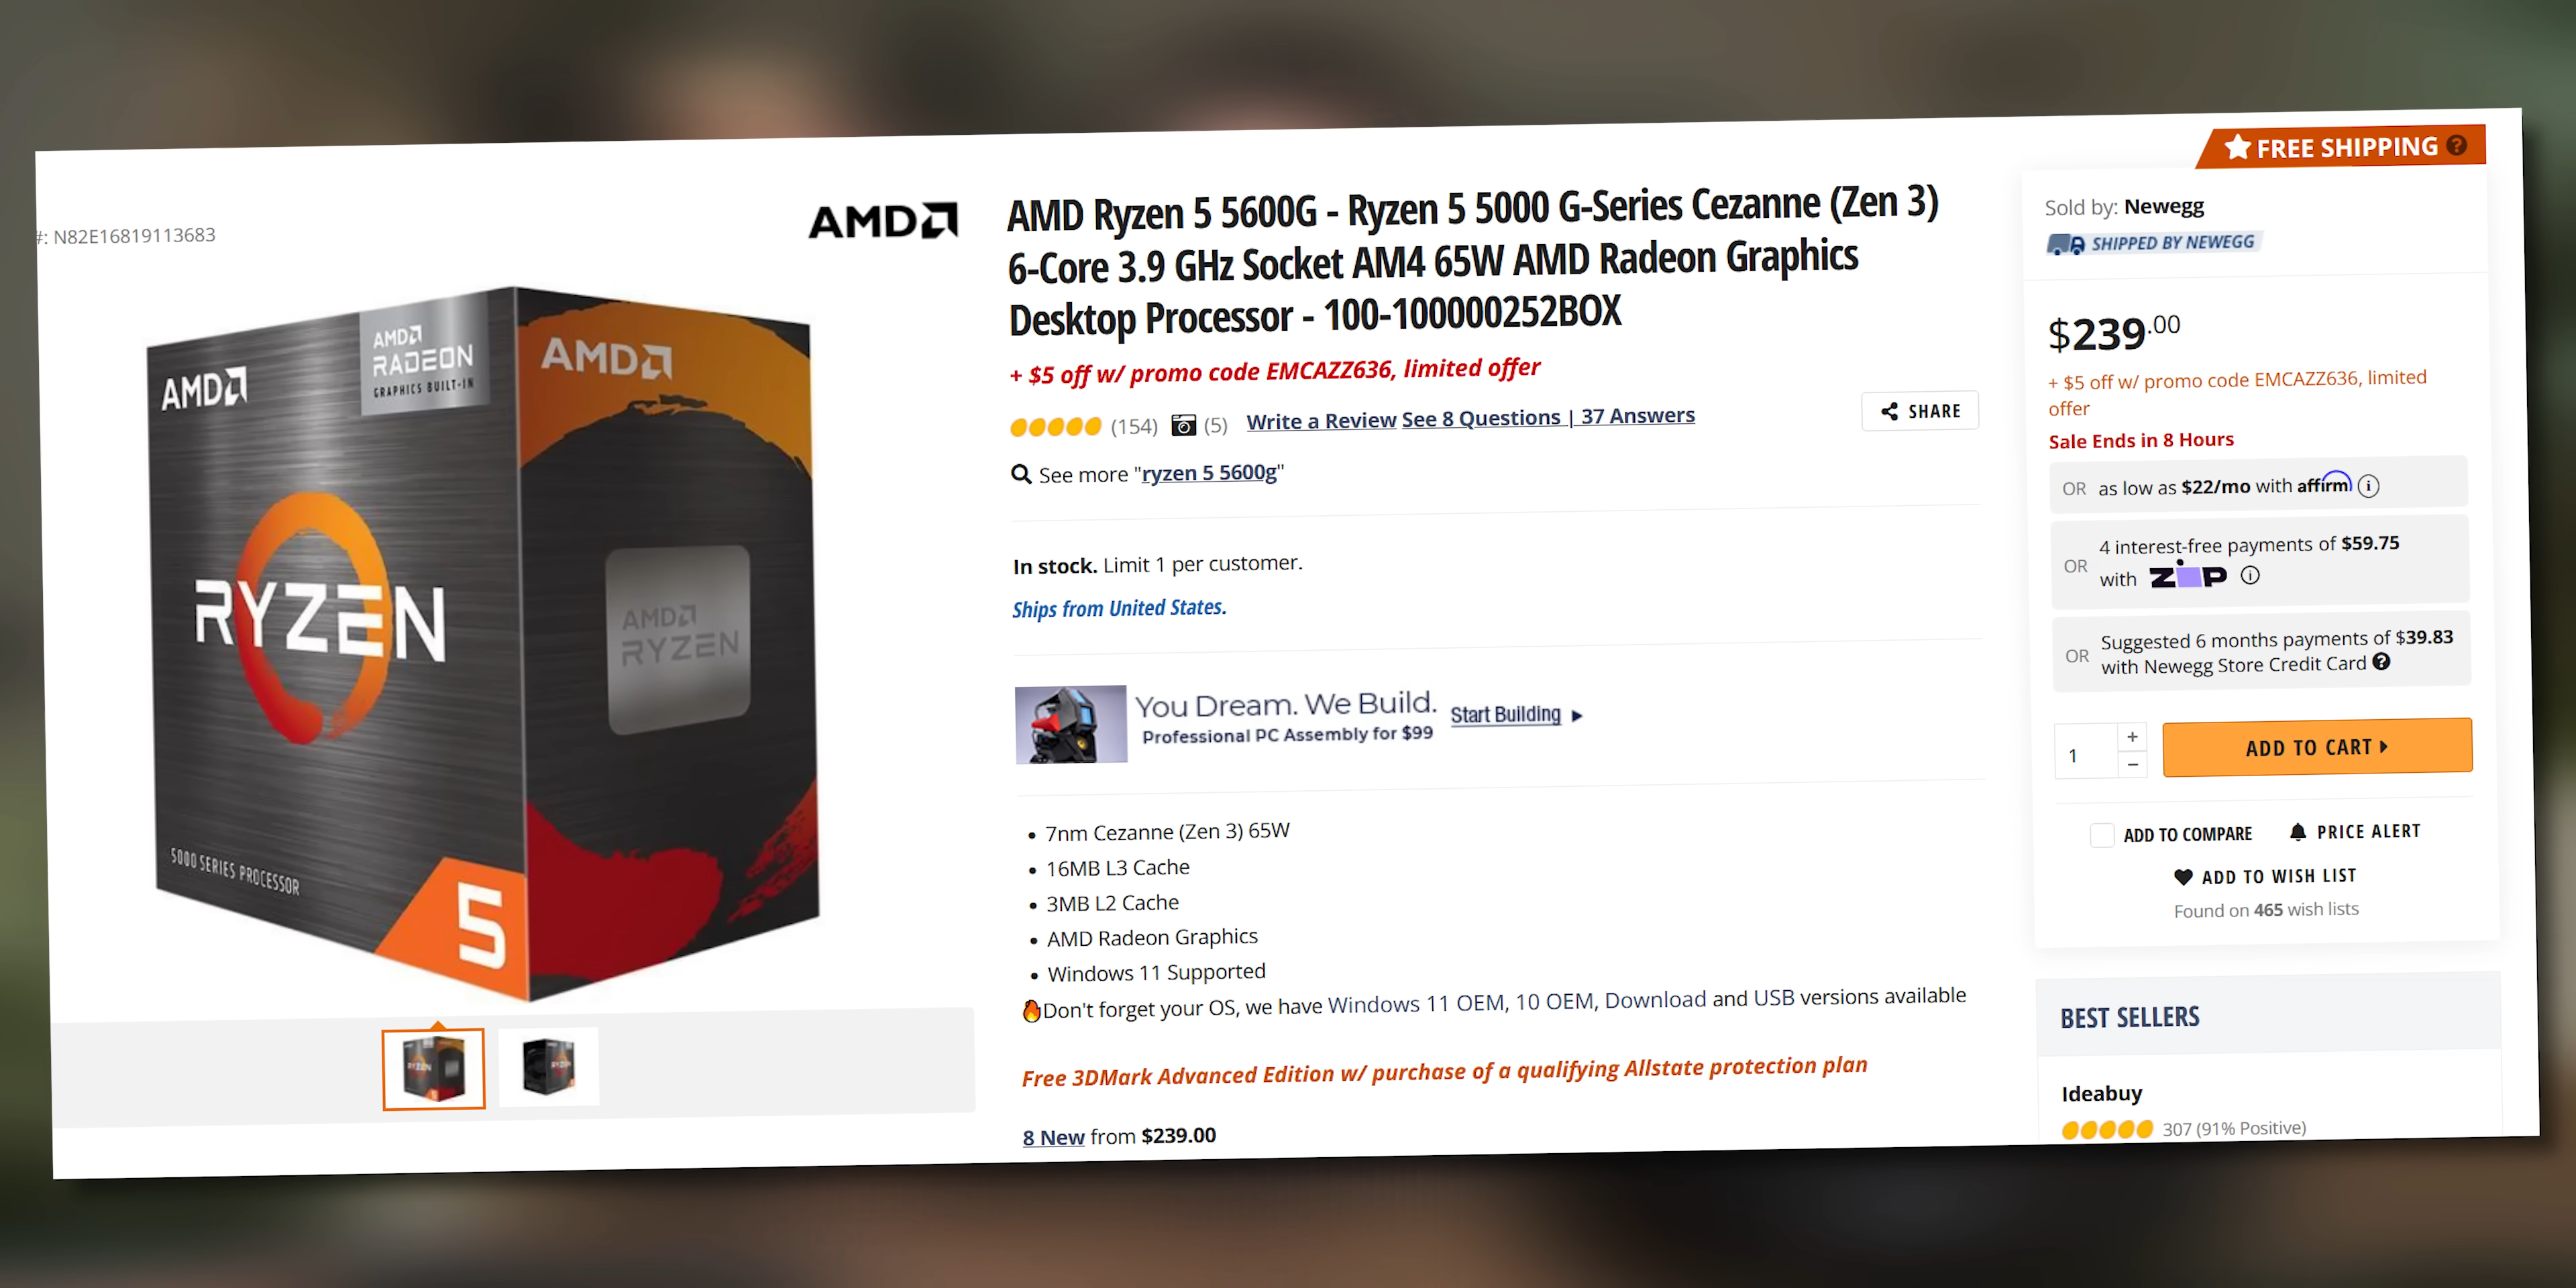 #: N82E16819113683
AMD
AMD
RADEON
GRAPHICS BUILT-IN
AMD
AMD
RYZEN
AMD
RYZEN
5000 SERIES PROCESSOR
5
AMD Ryzen 5 5600G - Ryzen 5 5000 G-Series Cezanne (Zen 3)
6-Core 3.9 GHz Socket AM4 65W AMD Radeon Graphics
Desktop Processor - 100-100000252BOX
+ $5 off w/ promo code EMCAZZ636, limited offer
(154) (5) Write a Review See 8 Questions | 37 Answers
SHARE
See more "ryzen 5 5600g"
In stock. Limit 1 per customer.
Ships from United States.
You Dream. We Build.
Professional PC Assembly for $99
Start Building
• 7nm Cezanne (Zen 3) 65W
• 16MB L3 Cache
• 3MB L2 Cache
• AMD Radeon Graphics
• Windows 11 Supported
🔥Don't forget your OS, we have Windows 11 OEM, 10 OEM, Download and USB versions available
Free 3DMark Advanced Edition w/ purchase of a qualifying Allstate protection plan
8 New from $239.00
FREE SHIPPING ?
Sold by: Newegg
SHIPPED BY NEWEGG
$239.00
+ $5 off w/ promo code EMCAZZ636, limited
offer
Sale Ends in 8 Hours
OR as low as $22/mo with affirm i
OR
4 interest-free payments of $59.75
with ZIP i
OR
Suggested 6 months payments of $39.83
with Newegg Store Credit Card ?
1 + −
ADD TO CART
ADD TO COMPARE PRICE ALERT
ADD TO WISH LIST
Found on 465 wish lists
BEST SELLERS
Ideabuy
307 (91% Positive)